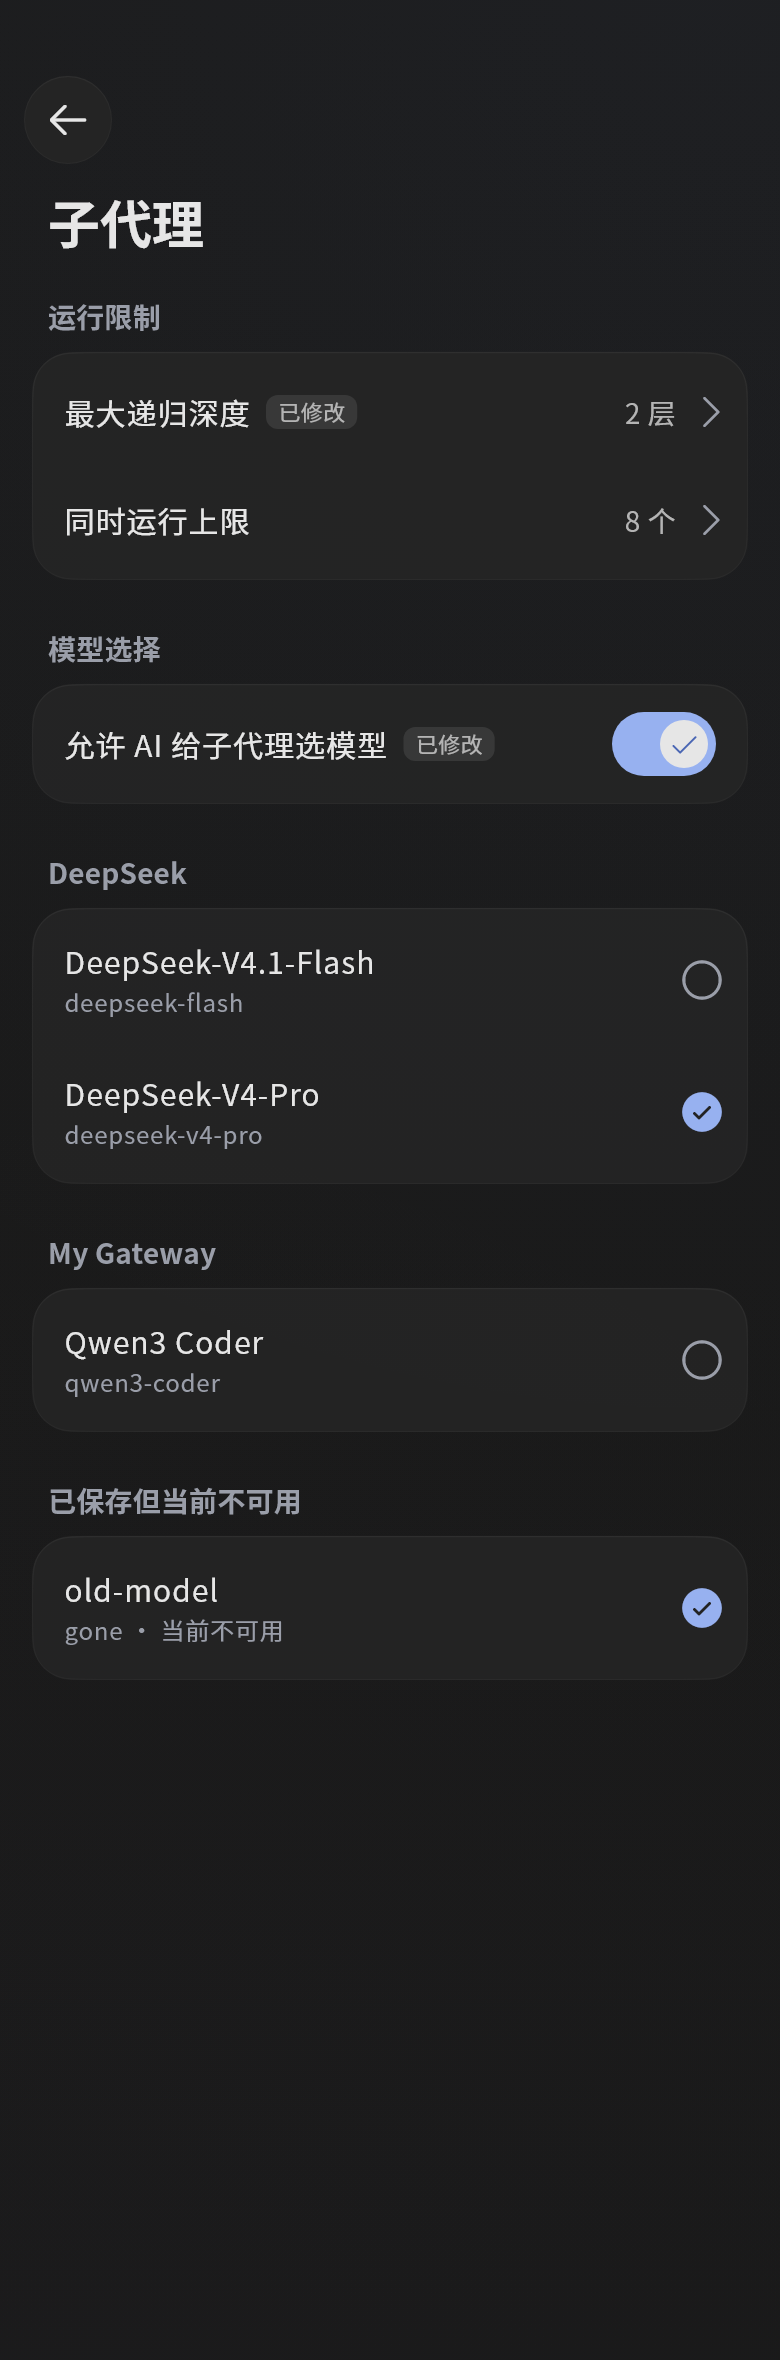 子代理
运行限制
最大递归深度 已修改 2 层
同时运行上限 8 个
模型选择
允许 AI 给子代理选模型 已修改
DeepSeek
DeepSeek-V4.1-Flash
deepseek-flash
DeepSeek-V4-Pro
deepseek-v4-pro
My Gateway
Qwen3 Coder
qwen3-coder
已保存但当前不可用
old-model
gone · 当前不可用